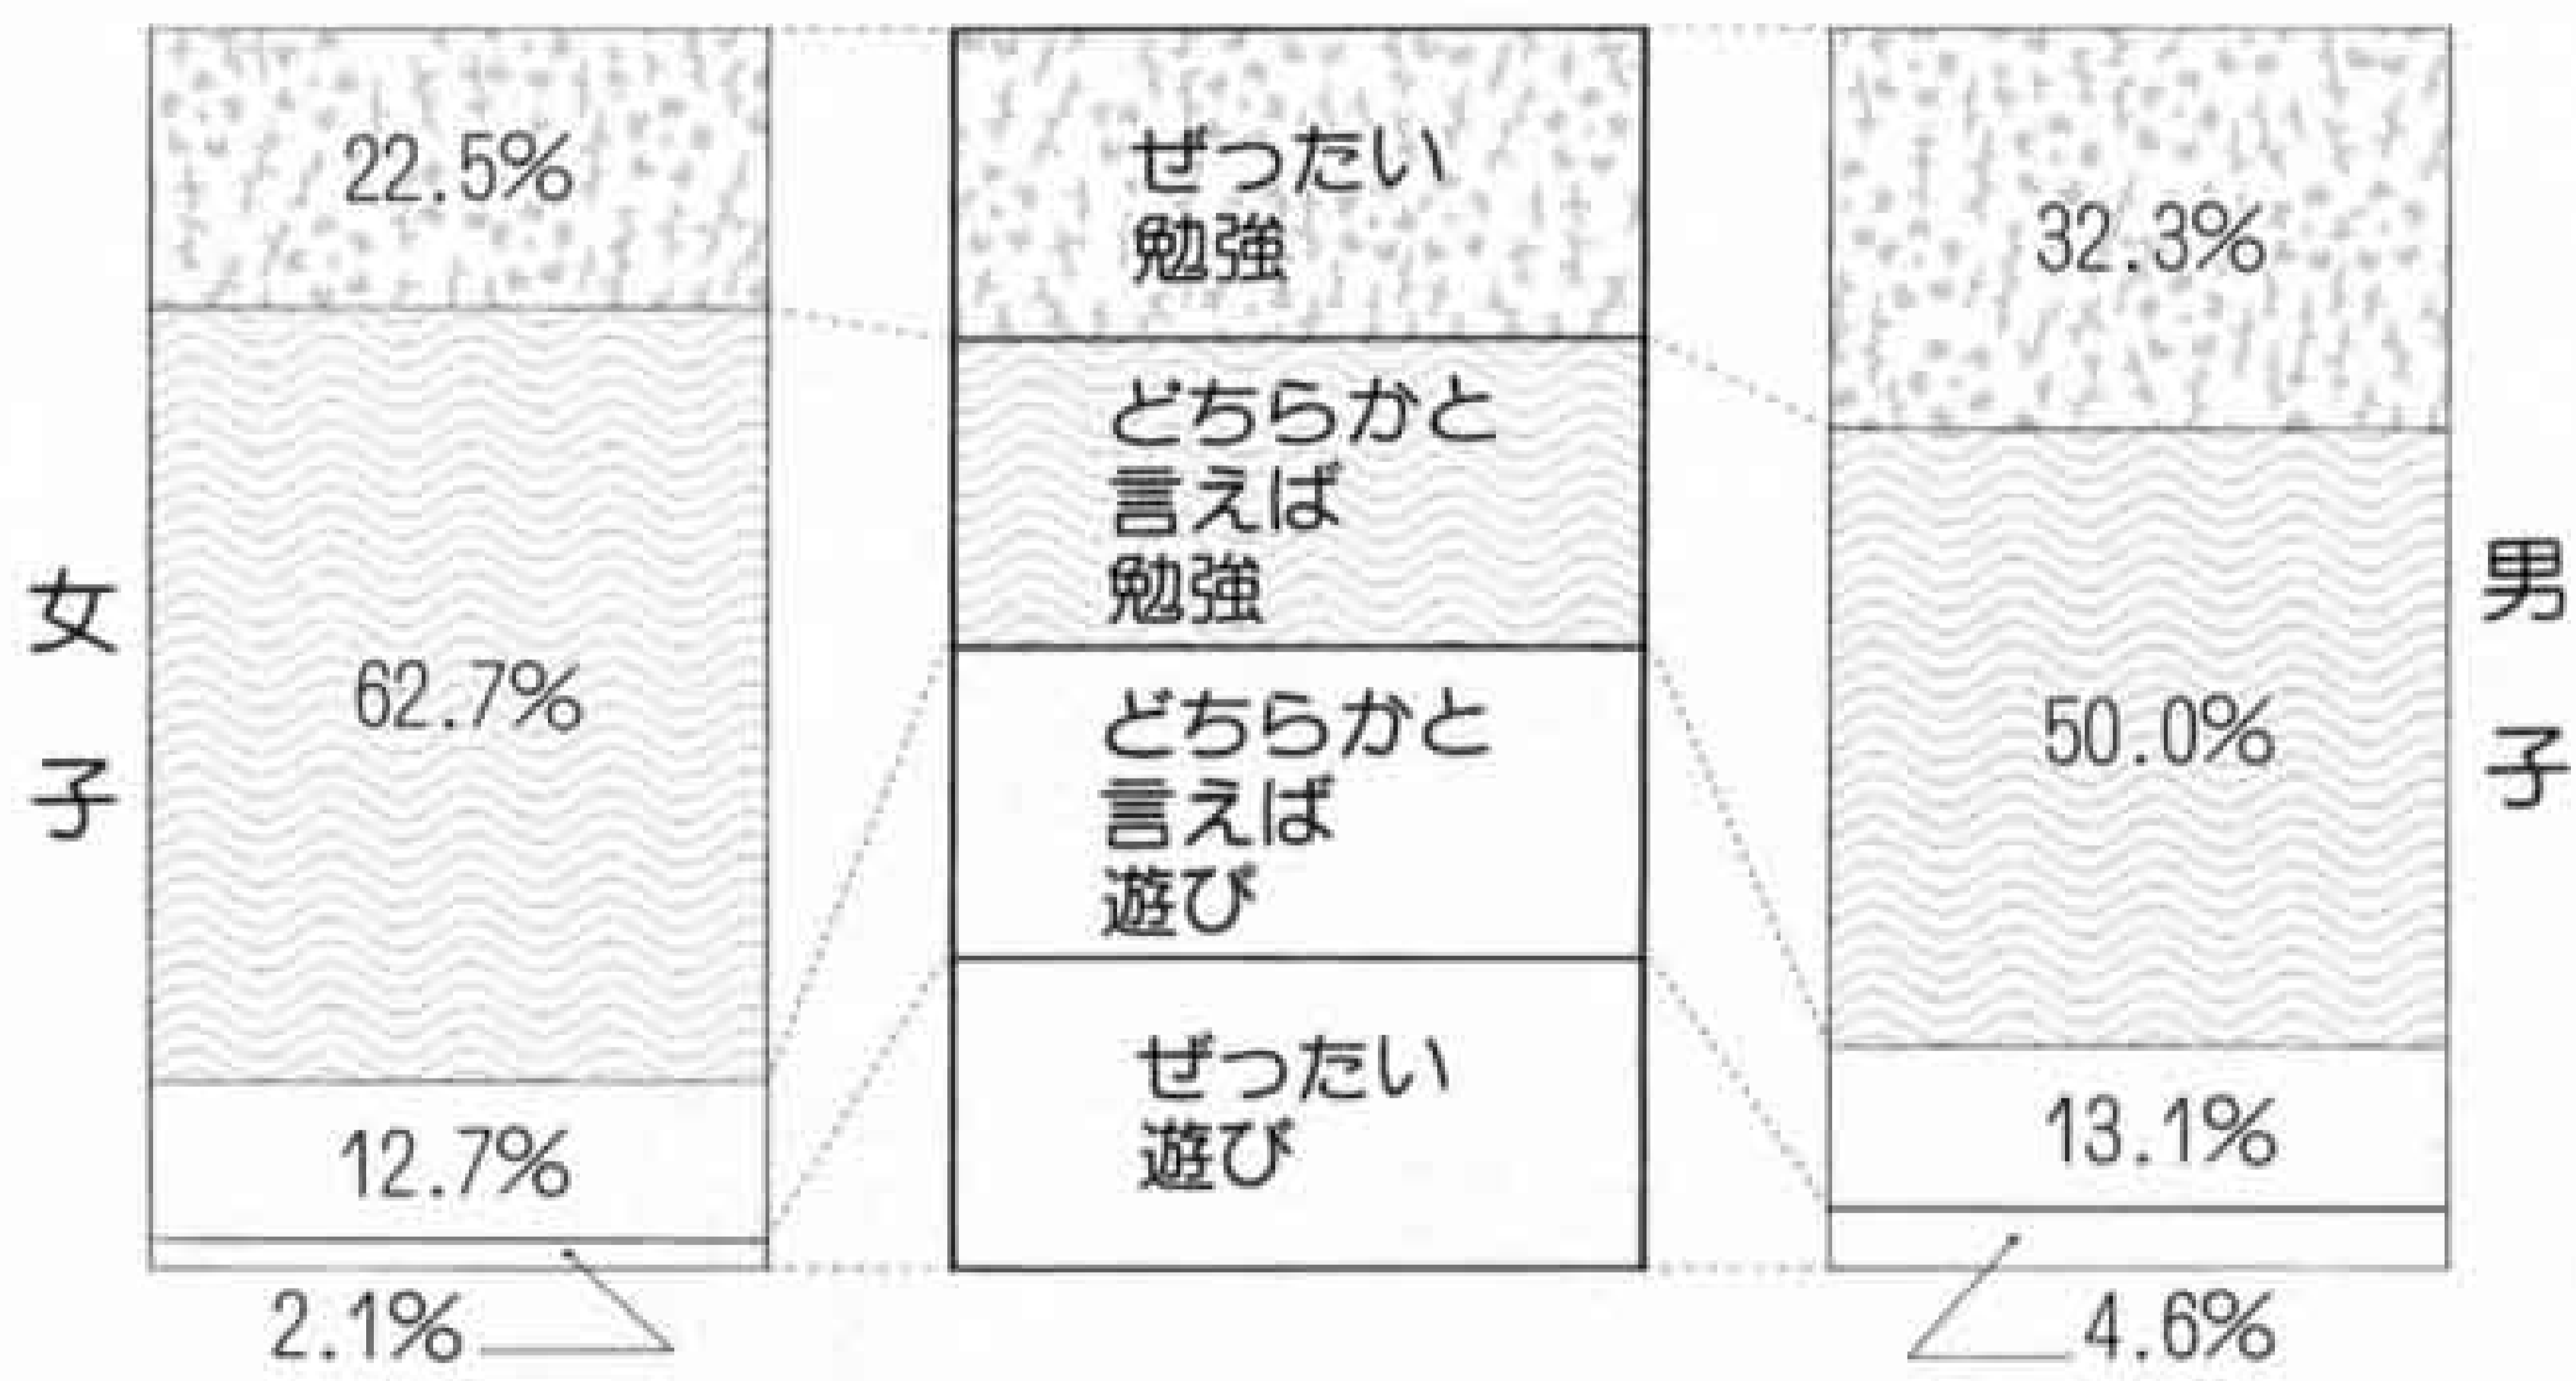 女子
22.5%
62.7%
12.7%
2.1%
ぜったい
勉強
どちらかと
言えば
勉強
どちらかと
言えば
遊び
ぜったい
遊び
32.3%
50.0%
13.1%
4.6%
男子